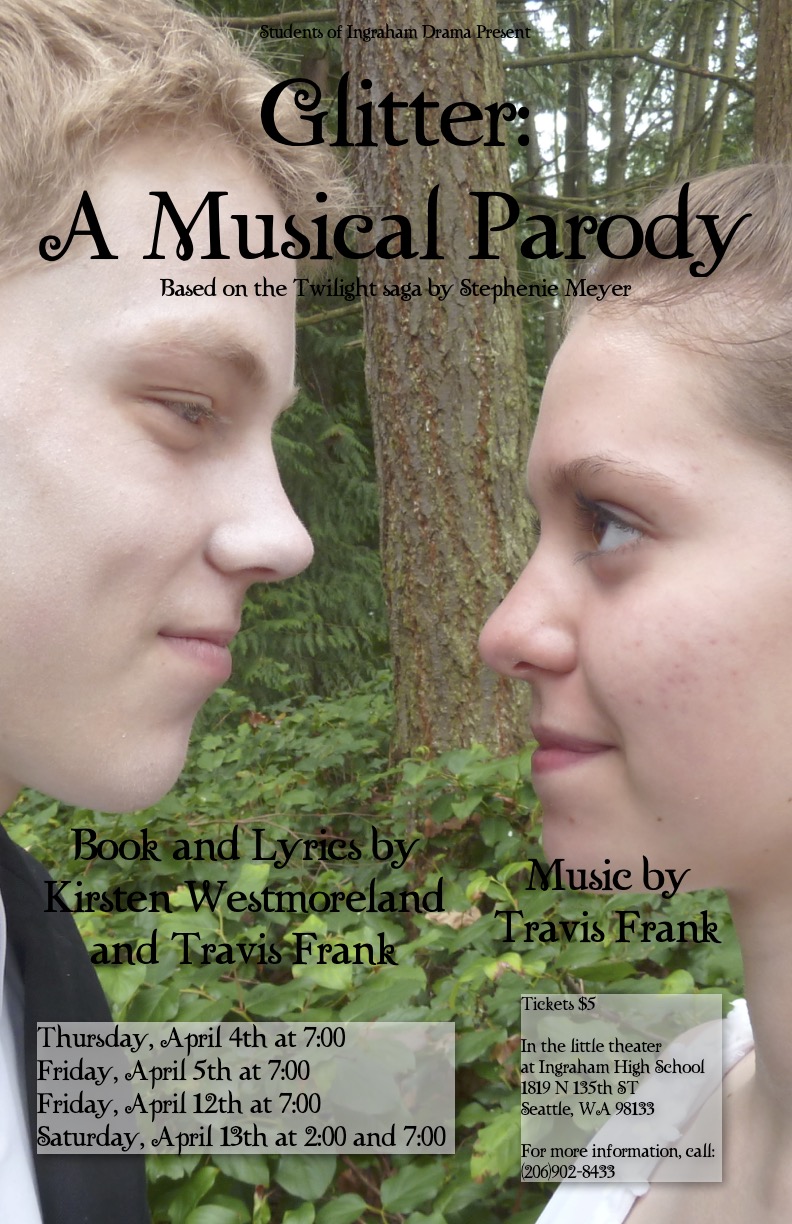 Students of Ingraham Drama Present
Glitter:
A Musical Parody
Based on the Twilight saga by Stephenie Meyer
Book and Lyrics by
Kirsten Westmoreland
and Travis Frank
Music by
Travis Frank
Thursday, April 4th at 7:00
Friday, April 5th at 7:00
Friday, April 12th at 7:00
Saturday, April 13th at 2:00 and 7:00
Tickets $5
In the little theater
at Ingraham High School
1819 N 135th ST
Seattle, WA 98133
For more information, call:
(206)902-8433